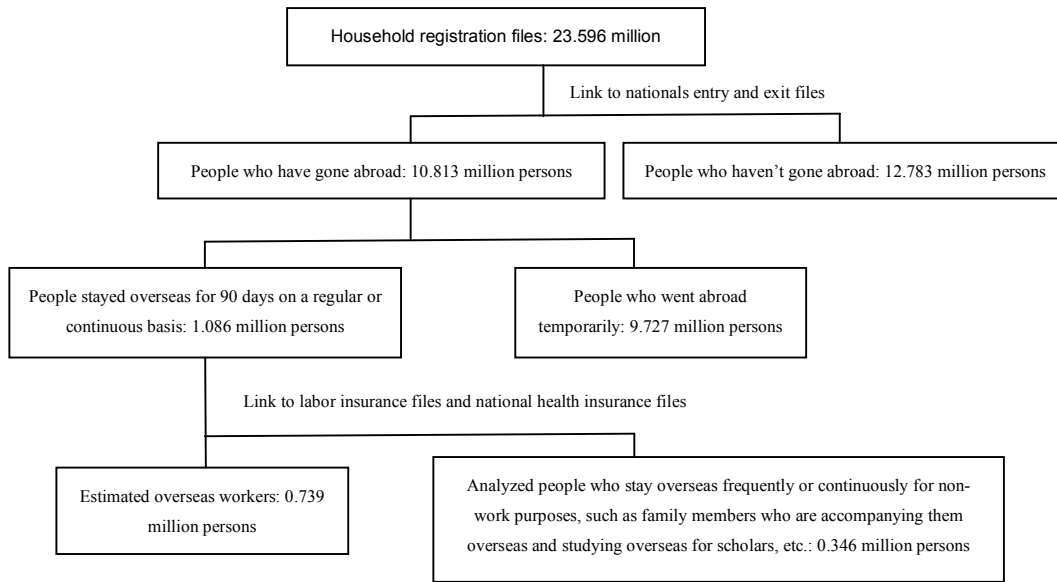 Household registration files: 23.596 million
Link to nationals entry and exit files
People who have gone abroad: 10.813 million persons
People who haven’t gone abroad: 12.783 million persons
People stayed overseas for 90 days on a regular or
continuous basis: 1.086 million persons
People who went abroad
temporarily: 9.727 million persons
Link to labor insurance files and national health insurance files
Estimated overseas workers: 0.739
million persons
Analyzed people who stay overseas frequently or continuously for non-
work purposes, such as family members who are accompanying them
overseas and studying overseas for scholars, etc.: 0.346 million persons